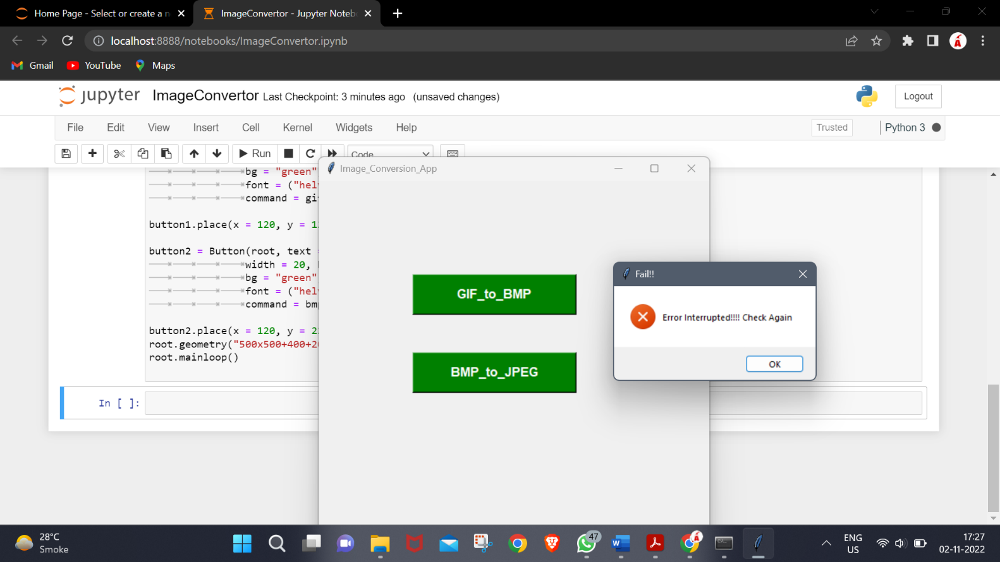 Home Page - Select or create a n
ImageConvertor - Jupyter Noteb
localhost:8888/notebooks/ImageConvertor.ipynb
Gmail
YouTube
Maps
jupyter
ImageConvertor Last Checkpoint: 3 minutes ago (unsaved changes)
Logout
File Edit View Insert Cell Kernel Widgets Help
Trusted
Python 3
Run
Code
bg = "green"
font = ("hel
command = gi
button1.place(x = 120, y = 1
button2 = Button(root, text
width = 20,
bg = "green"
font = ("hel
command = bm
button2.place(x = 120, y = 2
root.geometry("500x500+400+2
root.mainloop()
In [ ]:
Image_Conversion_App
GIF_to_BMP
BMP_to_JPEG
Fail!!
Error Interrupted!!!! Check Again
OK
28°C
Smoke
47
ENG
US
17:27
02-11-2022